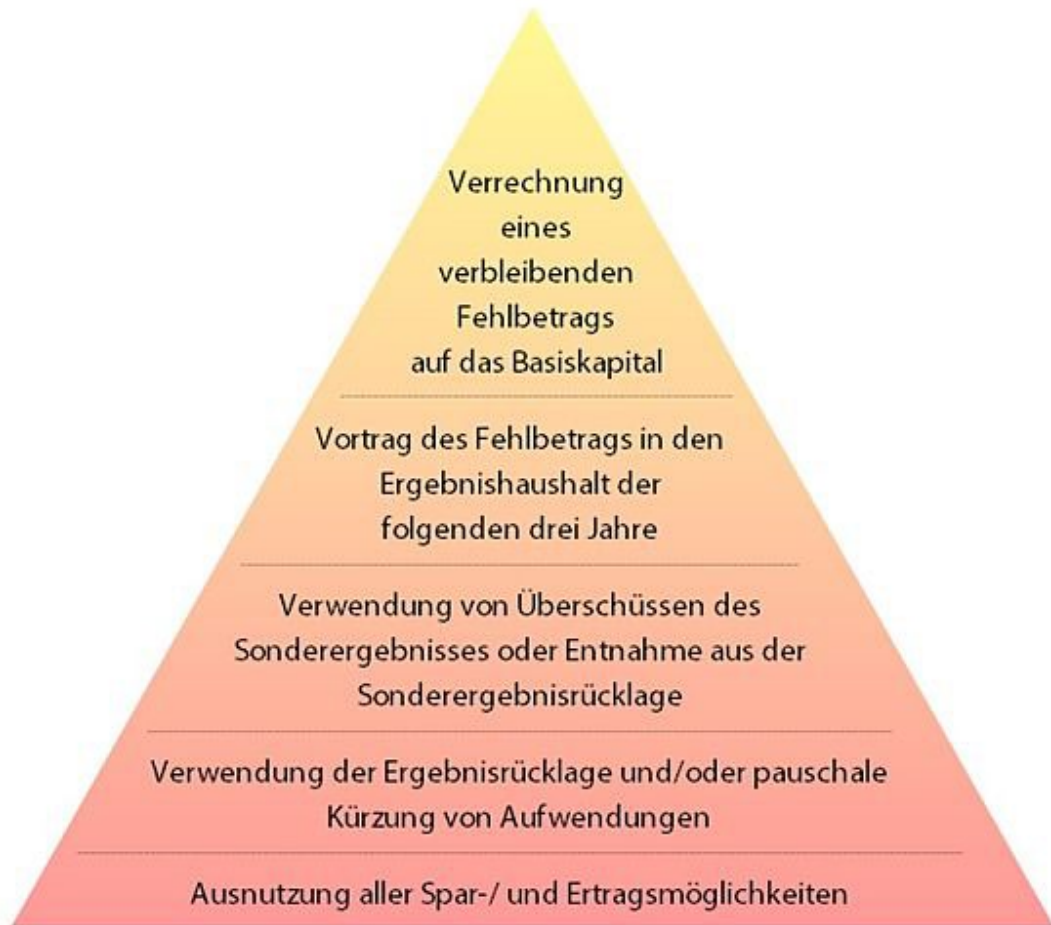 Verrechnung
eines
verbleibenden
Fehlbetrags
auf das Basiskapital
Vortrag des Fehlbetrags in den
Ergebnishaushalt der
folgenden drei Jahre
Verwendung von Überschüssen des
Sonderergebnisses oder Entnahme aus der
Sonderergebnisrücklage
Verwendung der Ergebnisrücklage und/oder pauschale
Kürzung von Aufwendungen
Ausnutzung aller Spar-/ und Ertragsmöglichkeiten